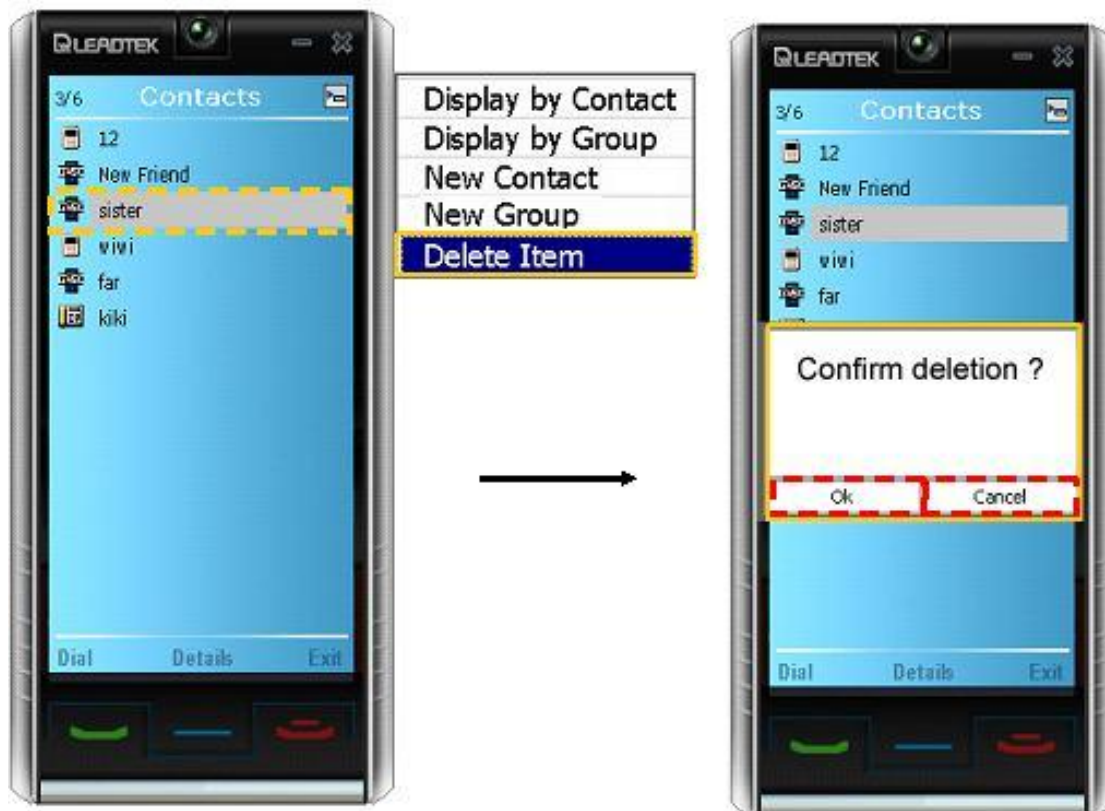 LEADTEK
3/6 Contacts
12
New Friend
sister
vivi
far
kiki
Dial Details Exit
Display by Contact
Display by Group
New Contact
New Group
Delete Item
LEADTEK
3/6 Contacts
12
New Friend
sister
vivi
far
Confirm deletion ?
Ok Cancel
Dial Details Exit